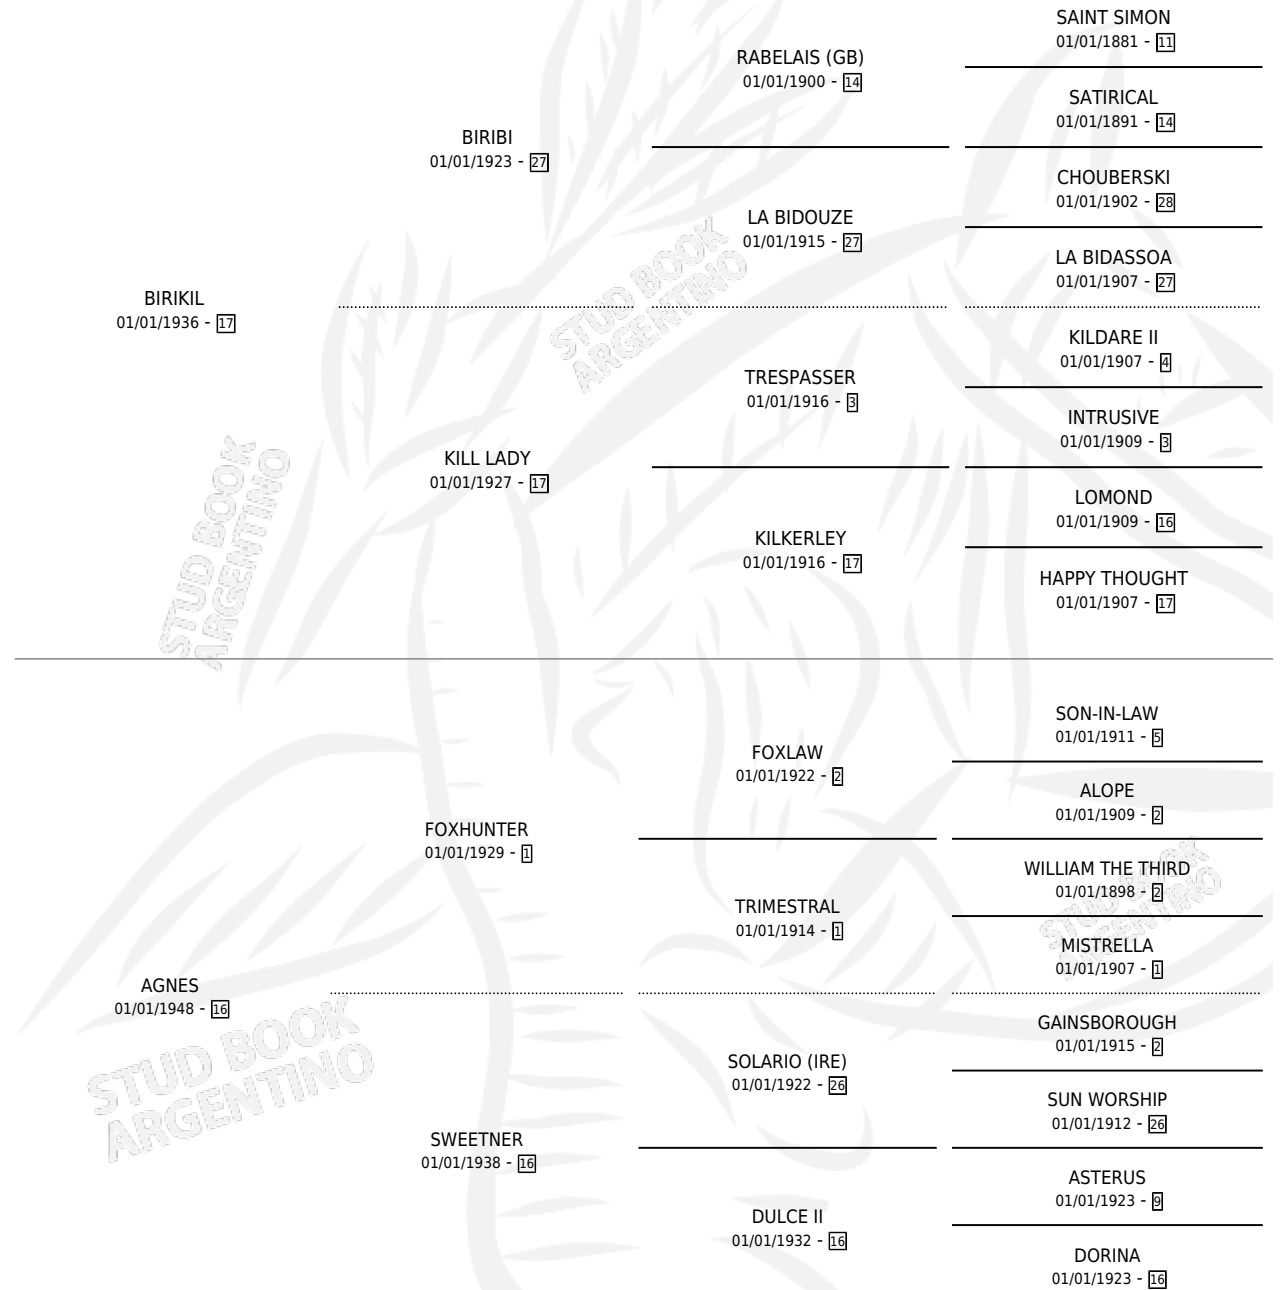 SAINT SIMON
01/01/1881 - 11
RABELAIS (GB)
01/01/1900 - 14
SATIRICAL
01/01/1891 - 14
BIRIBI
01/01/1923 - 27
CHOUBERSKI
01/01/1902 - 28
LA BIDOUZE
01/01/1915 - 27
LA BIDASSOA
01/01/1907 - 27
BIRIKIL
01/01/1936 - 17
KILDARE II
01/01/1907 - 4
TRESPASSER
01/01/1916 - 3
INTRUSIVE
01/01/1909 - 3
KILL LADY
01/01/1927 - 17
LOMOND
01/01/1909 - 16
KILKERLEY
01/01/1916 - 17
HAPPY THOUGHT
01/01/1907 - 17
SON-IN-LAW
01/01/1911 - 5
FOXLAW
01/01/1922 - 2
ALOPE
01/01/1909 - 2
FOXHUNTER
01/01/1929 - 1
WILLIAM THE THIRD
01/01/1898 - 2
TRIMESTRAL
01/01/1914 - 1
MISTRELLA
01/01/1907 - 1
AGNES
01/01/1948 - 16
GAINSBOROUGH
01/01/1915 - 2
SOLARIO (IRE)
01/01/1922 - 26
SUN WORSHIP
01/01/1912 - 26
SWEETNER
01/01/1938 - 16
ASTERUS
01/01/1923 - 9
DULCE II
01/01/1932 - 16
DORINA
01/01/1923 - 16
STUD BOOK
ARGENTINO
STUD BOOK
ARGENTINO
STUD BOOK
ARGENTINO
STUD BOOK
ARGENTINO